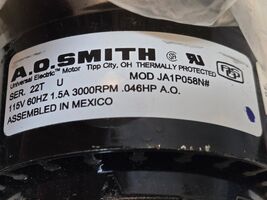 A.O.SMITH
Universal Electric™ Motor Tipp City, OH THERMALLY PROTECTED
SER. 22T U MOD JA1P058N#
115V 60HZ 1.5A 3000RPM .046HP A.O.
ASSEMBLED IN MEXICO